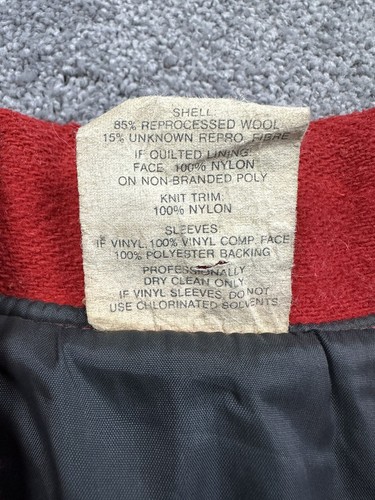 SHELL
85% REPROCESSED WOOL
15% UNKNOWN REPRO. FIBRE
IF QUILTED LINING:
FACE 100% NYLON
ON NON-BRANDED POLY
KNIT TRIM:
100% NYLON
SLEEVES
IF VINYL, 100% VINYL COMP. FACE
100% POLYESTER BACKING
PROFESSIONALLY
DRY CLEAN ONLY
IF VINYL SLEEVES, DO NOT
USE CHLORINATED SOLVENTS